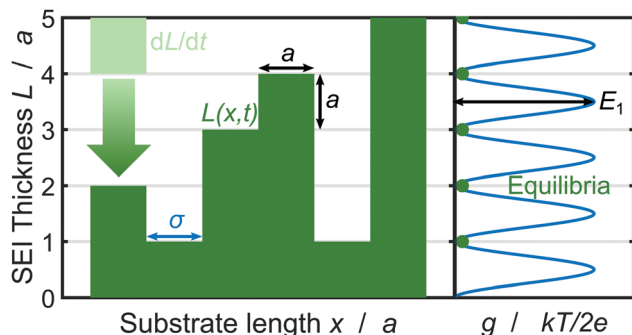 SEI Thickness L / a
5
4
3
2
1
0
dL/dt
a
a
L(x,t)
σ
E1
Equilibria
Substrate length x / a
g / kT/2e